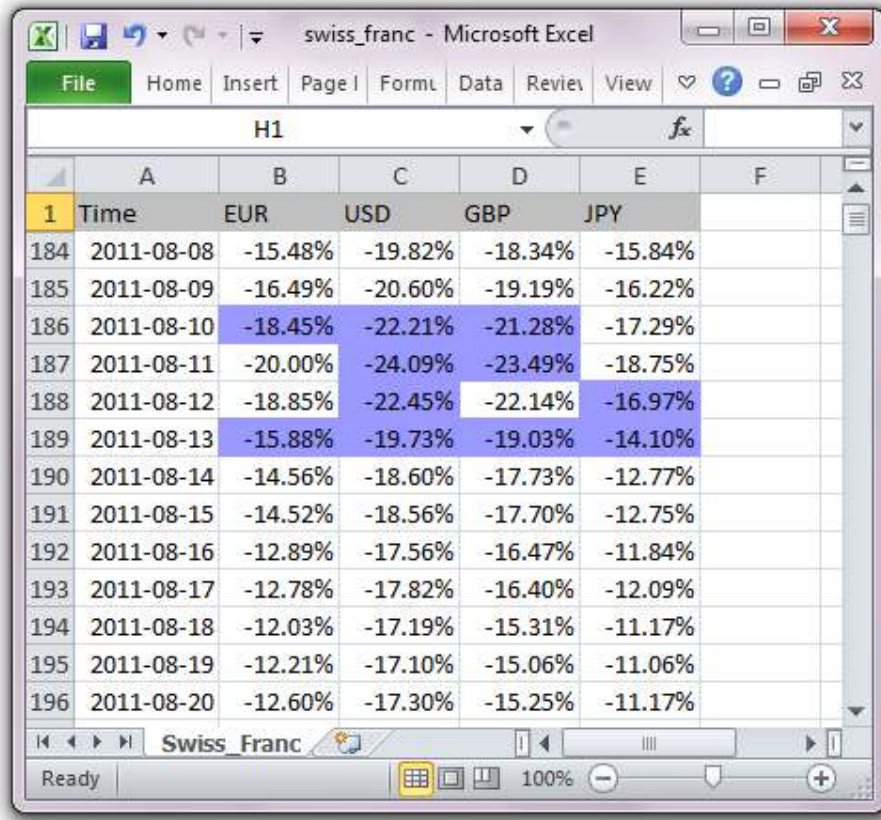 swiss_franc - Microsoft Excel
File Home Insert Page l Formu Data Review View
H1 fx
A B C D E F
1 Time EUR USD GBP JPY
184 2011-08-08 -15.48% -19.82% -18.34% -15.84%
185 2011-08-09 -16.49% -20.60% -19.19% -16.22%
186 2011-08-10 -18.45% -22.21% -21.28% -17.29%
187 2011-08-11 -20.00% -24.09% -23.49% -18.75%
188 2011-08-12 -18.85% -22.45% -22.14% -16.97%
189 2011-08-13 -15.88% -19.73% -19.03% -14.10%
190 2011-08-14 -14.56% -18.60% -17.73% -12.77%
191 2011-08-15 -14.52% -18.56% -17.70% -12.75%
192 2011-08-16 -12.89% -17.56% -16.47% -11.84%
193 2011-08-17 -12.78% -17.82% -16.40% -12.09%
194 2011-08-18 -12.03% -17.19% -15.31% -11.17%
195 2011-08-19 -12.21% -17.10% -15.06% -11.06%
196 2011-08-20 -12.60% -17.30% -15.25% -11.17%
Swiss_Franc
Ready 100%